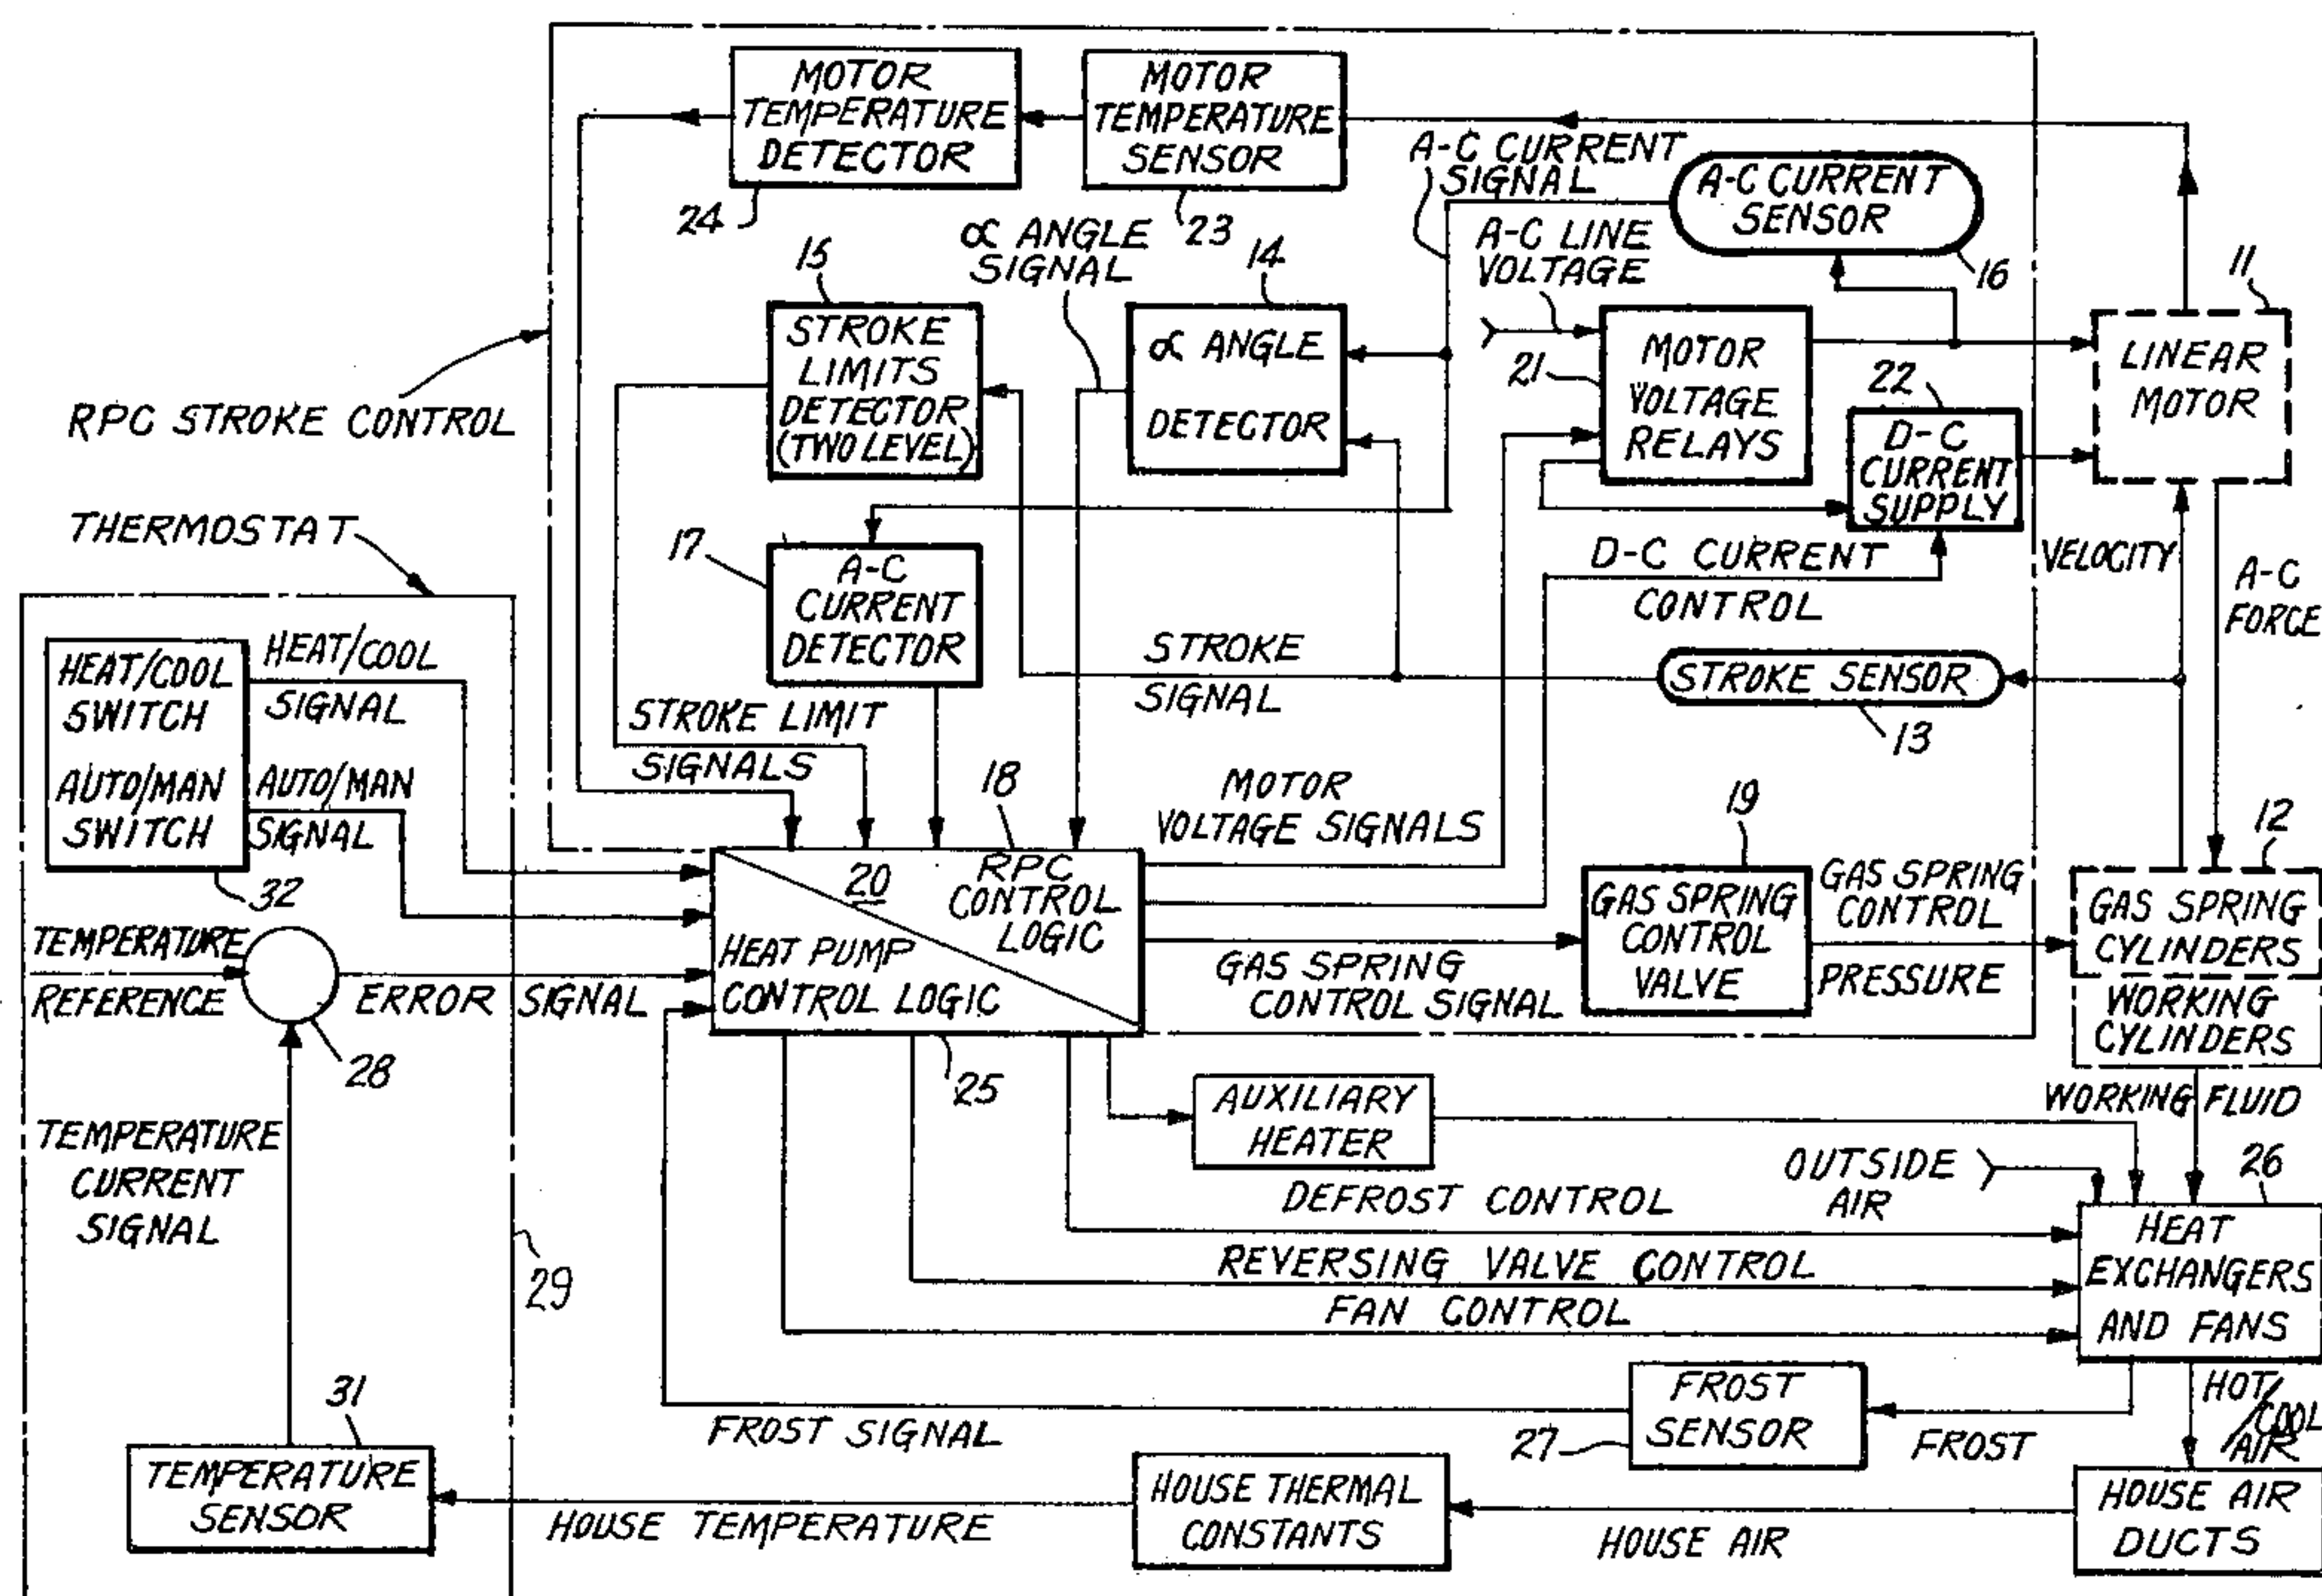 MOTOR
TEMPERATURE
DETECTOR
24
MOTOR
TEMPERATURE
SENSOR
23
A-C CURRENT
SIGNAL
A-C CURRENT
SENSOR
16
∝ ANGLE
SIGNAL
A-C LINE
VOLTAGE
15
STROKE
LIMITS
DETECTOR
(TWO LEVEL)
14
∝ ANGLE
DETECTOR
21
MOTOR
VOLTAGE
RELAYS
22
D-C
CURRENT
SUPPLY
11
LINEAR
MOTOR
RPC STROKE CONTROL
THERMOSTAT
17
A-C
CURRENT
DETECTOR
D-C CURRENT
CONTROL
VELOCITY
A-C
FORCE
HEAT/COOL
SWITCH
AUTO/MAN
SWITCH
32
HEAT/COOL
SIGNAL
AUTO/MAN
SIGNAL
STROKE LIMIT
SIGNALS
STROKE
SIGNAL
STROKE SENSOR
13
MOTOR
VOLTAGE SIGNALS
18
20
RPC
CONTROL
LOGIC
HEAT PUMP
CONTROL LOGIC
25
19
GAS SPRING
CONTROL
VALVE
GAS SPRING
CONTROL
PRESSURE
12
GAS SPRING
CYLINDERS
WORKING
CYLINDERS
TEMPERATURE
REFERENCE
28
ERROR SIGNAL
GAS SPRING
CONTROL SIGNAL
TEMPERATURE
CURRENT
SIGNAL
29
AUXILIARY
HEATER
WORKING FLUID
OUTSIDE
AIR
26
DEFROST CONTROL
REVERSING VALVE CONTROL
FAN CONTROL
HEAT
EXCHANGERS
AND FANS
HOT/COOL
AIR
31
TEMPERATURE
SENSOR
FROST SIGNAL
27
FROST
SENSOR
FROST
HOUSE TEMPERATURE
HOUSE THERMAL
CONSTANTS
HOUSE AIR
HOUSE AIR
DUCTS